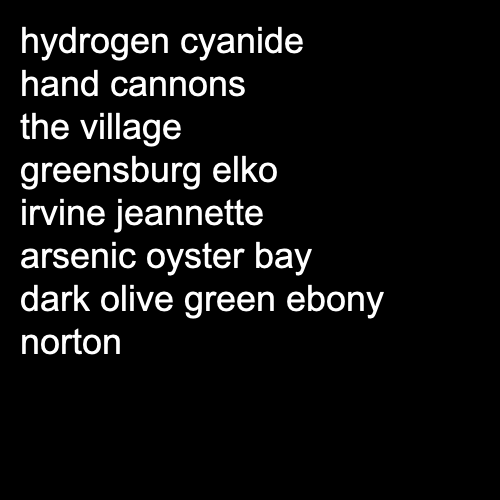 hydrogen cyanide
hand cannons
the village
greensburg elko
irvine jeannette
arsenic oyster bay
dark olive green ebony
norton